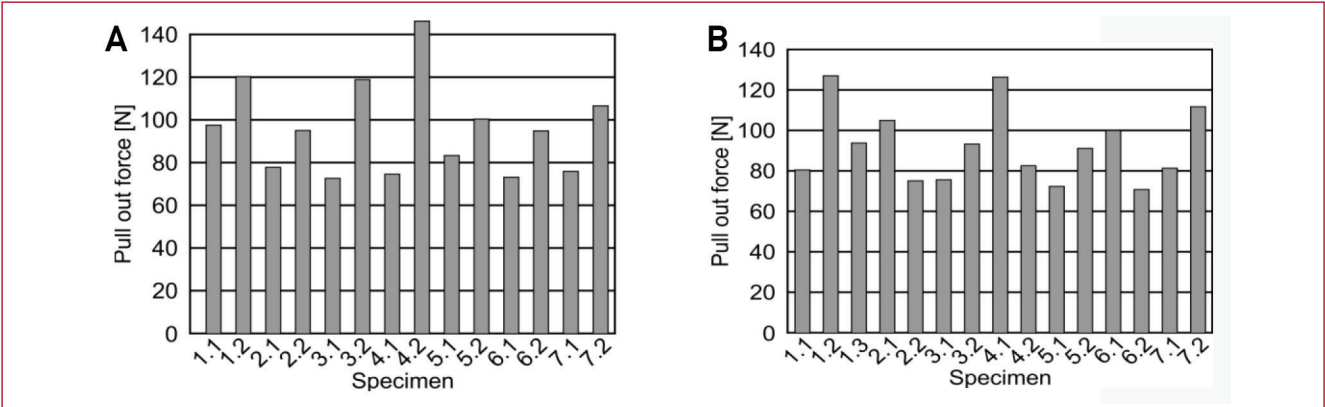 A
Pull out force [N]
140
120
100
80
60
40
20
0
1.1 1.2 2.1 2.2 3.1 3.2 4.1 4.2 5.1 5.2 6.1 6.2 7.1 7.2
Specimen
B
Pull out force [N]
140
120
100
80
60
40
20
0
1.1 1.2 1.3 2.1 2.2 3.1 3.2 4.1 4.2 5.1 5.2 6.1 6.2 7.1 7.2
Specimen